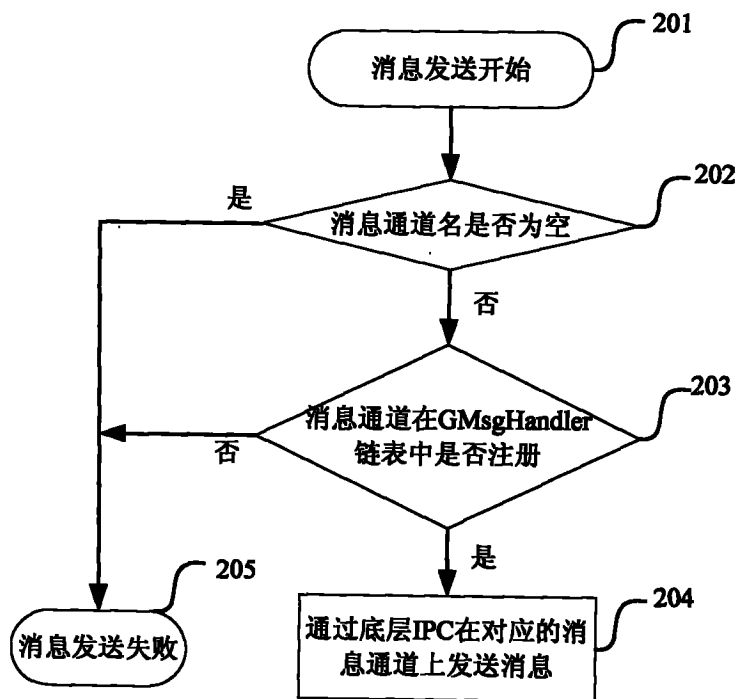 201
消息发送开始
202
是
消息通道名是否为空
否
203
消息通道在GMsgHandler
链表中是否注册
否
是
205
204
消息发送失败
通过底层IPC在对应的消
息通道上发送消息